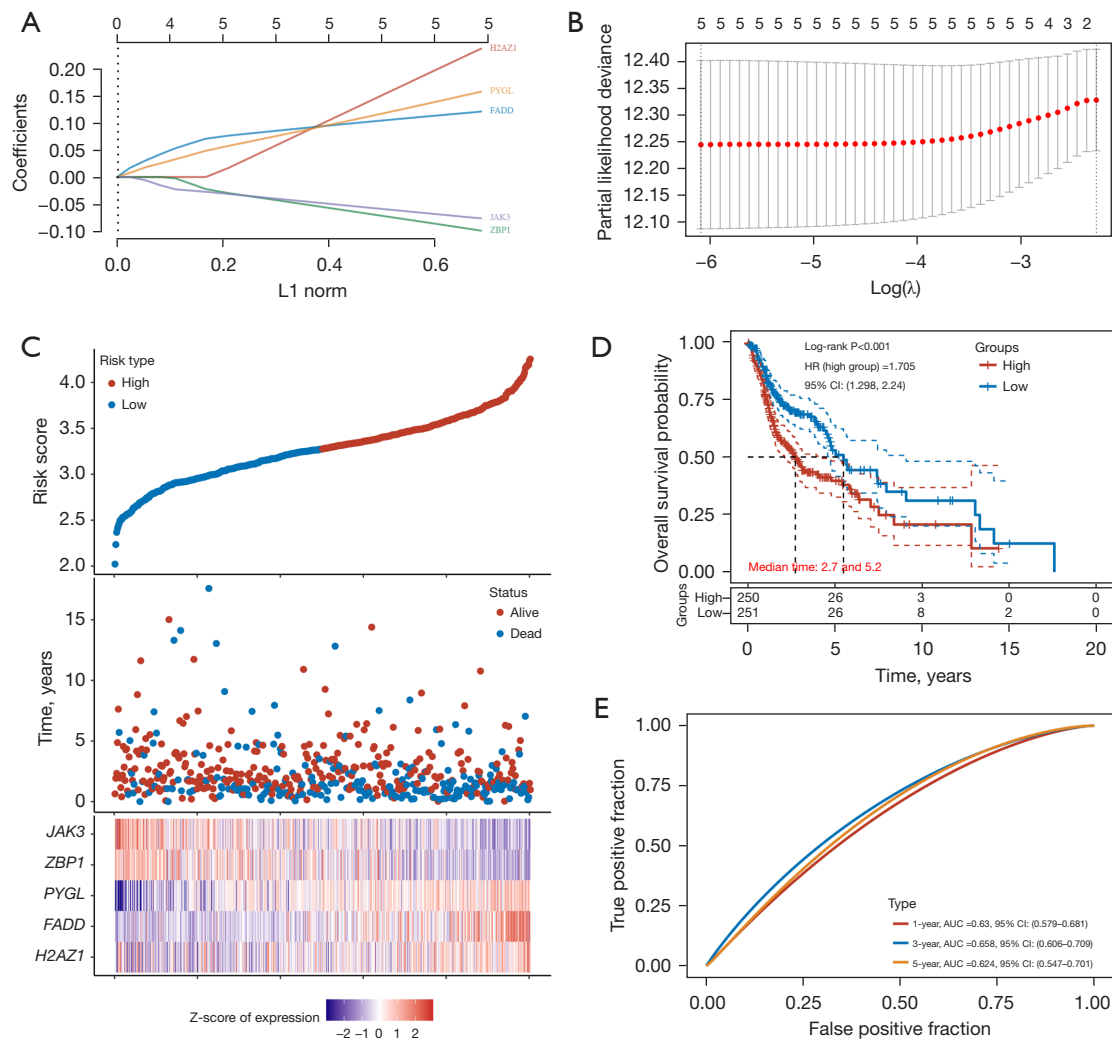 A
0 4 5 5 5 5 5 5
0.20
0.15
0.10
0.05
0.00
−0.05
−0.10
Coefficients
H2AZ1
PYGL
FADD
JAK3
ZBP1
0.0 0.2 0.4 0.6
L1 norm
B
5 5 5 5 5 5 5 5 5 5 5 5 5 5 5 5 4 3 2
12.40
12.35
12.30
12.25
12.20
12.15
12.10
Partial likelihood deviance
−6 −5 −4 −3
Log(λ)
C
Risk type
High
Low
4.0
3.5
3.0
2.5
2.0
Risk score
Status
Alive
Dead
15
10
5
0
Time, years
JAK3
ZBP1
PYGL
FADD
H2AZ1
Z-score of expression
−2 −1 0 1 2
D
Log-rank P<0.001
HR (high group) =1.705
95% CI: (1.298, 2.24)
Groups
High
Low
1.00
0.75
0.50
0.25
0.00
Overall survival probability
Median time: 2.7 and 5.2
Groups
High 250 26 3 0 0
Low 251 26 8 2 0
0 5 10 15 20
Time, years
E
1.00
0.75
0.50
0.25
0.00
True positive fraction
Type
1-year, AUC =0.63, 95% CI: (0.579–0.681)
3-year, AUC =0.658, 95% CI: (0.606–0.709)
5-year, AUC =0.624, 95% CI: (0.547–0.701)
0.00 0.25 0.50 0.75 1.00
False positive fraction